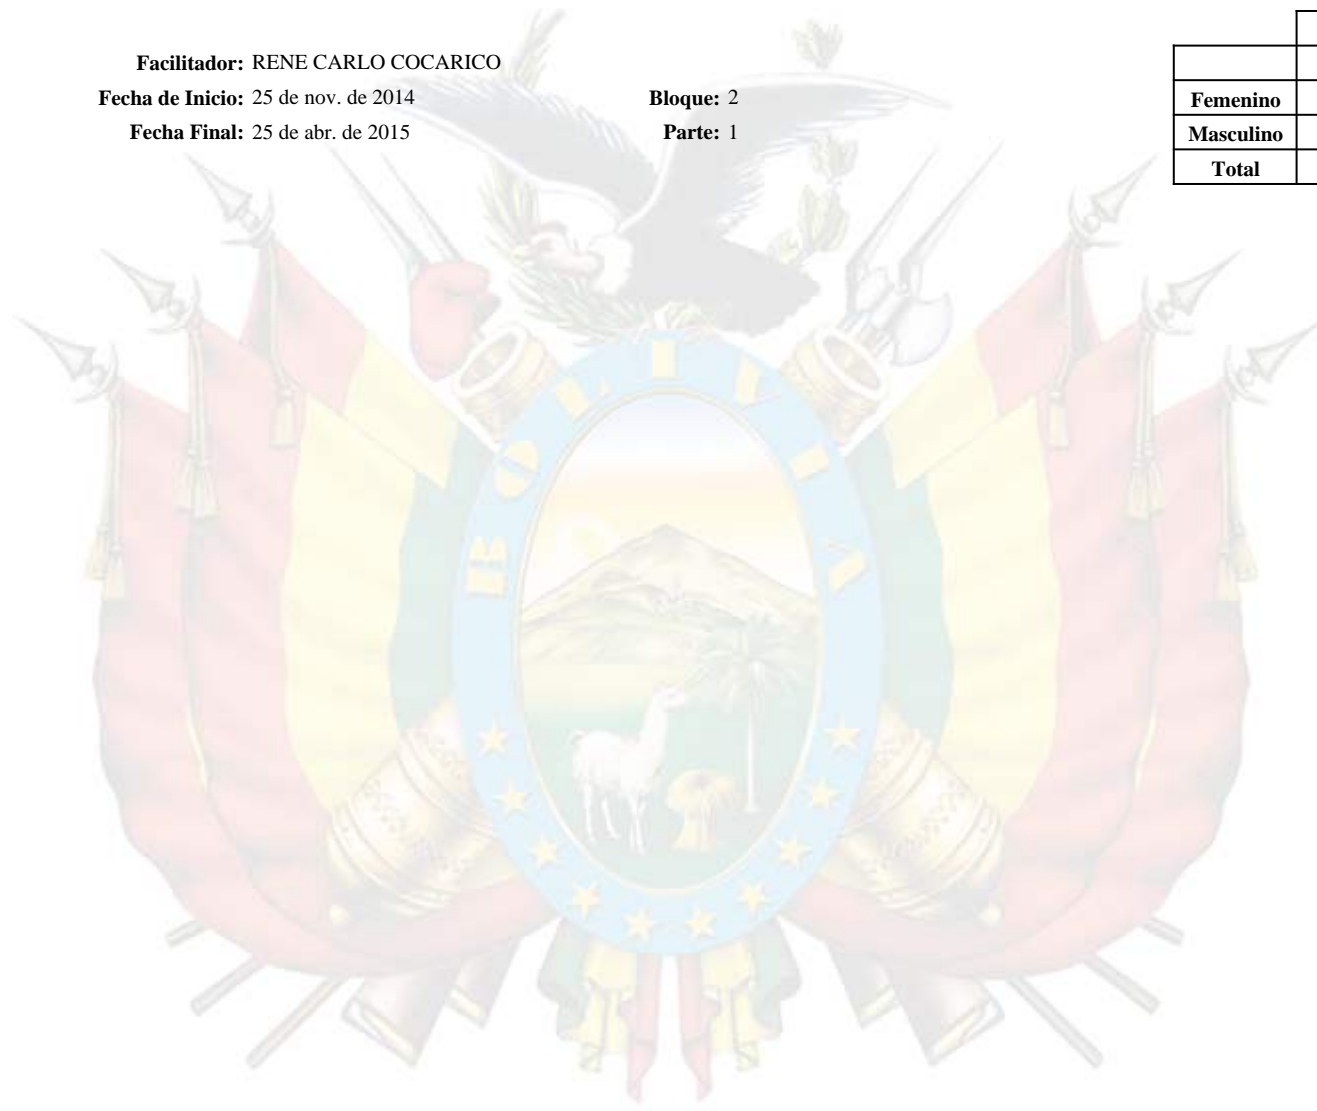 Facilitador: RENE CARLO COCARICO
Fecha de Inicio: 25 de nov. de 2014 Bloque: 2
Fecha Final: 25 de abr. de 2015 Parte: 1
Femenino
Masculino
Total
BOLIVIA